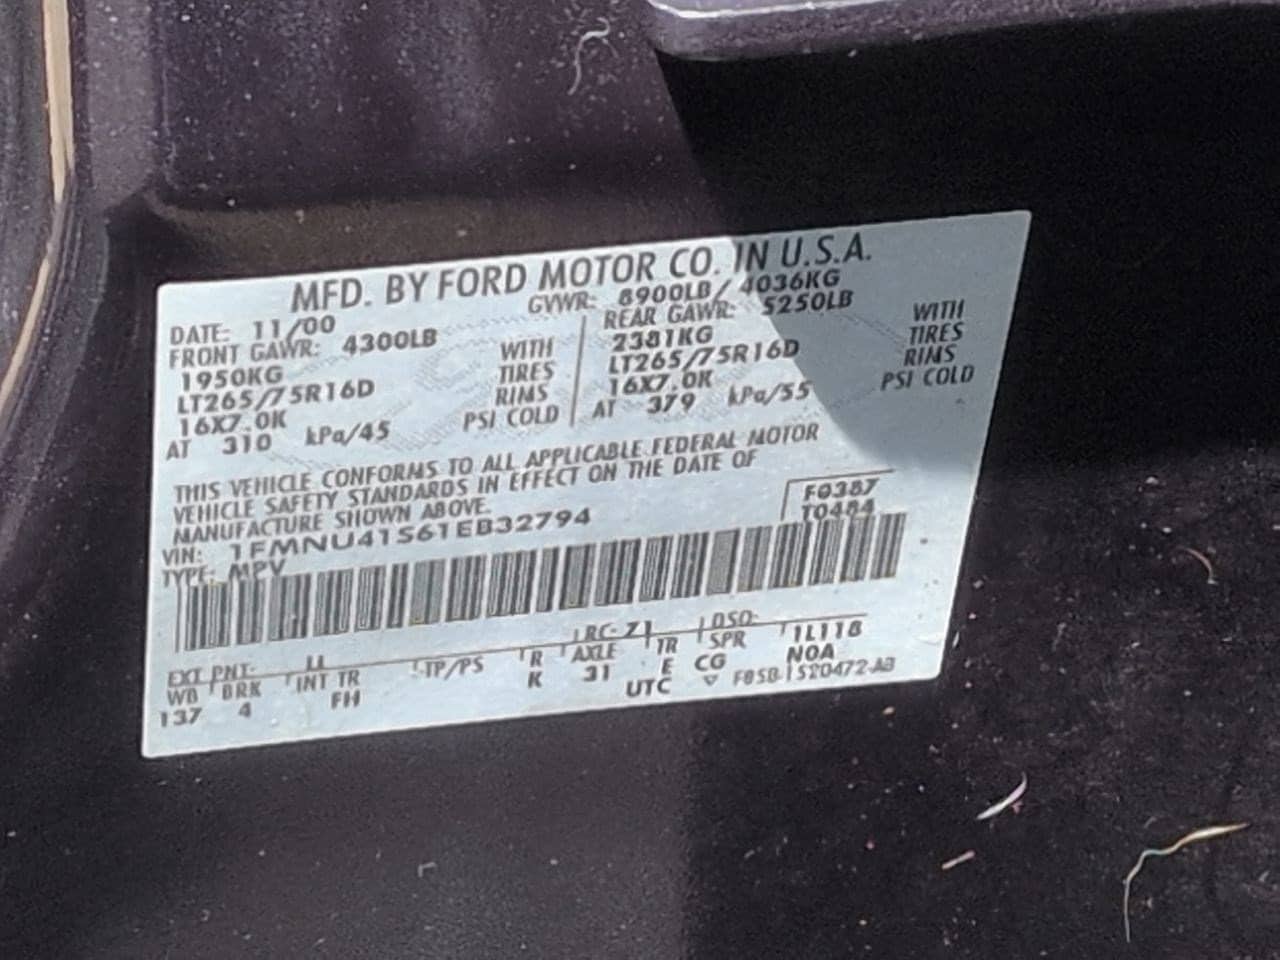 MFD. BY FORD MOTOR CO. IN U.S.A.
DATE: 11/00 GVWR: 8900LB/ 4036KG
FRONT GAWR: 4300LB REAR GAWR: 5250LB
1950KG WITH 2381KG WITH
LT265/75R16D TIRES LT265/75R16D TIRES
16X7.0K RIMS 16X7.0K RIMS
AT 310 kPa/45 PSI COLD AT 379 kPa/55 PSI COLD
THIS VEHICLE CONFORMS TO ALL APPLICABLE FEDERAL MOTOR
VEHICLE SAFETY STANDARDS IN EFFECT ON THE DATE OF
MANUFACTURE SHOWN ABOVE.
VIN: 1FMNU41S61EB32794 F0387
TYPE: MPV T0484
EXT PNT: RC: 71 DSO:
WB BRK INT TR TP/PS R AXLE TR SPR 1L118
137 4 FH K 31 E CG N0A
UTC ▽ F85B-1520472-AB